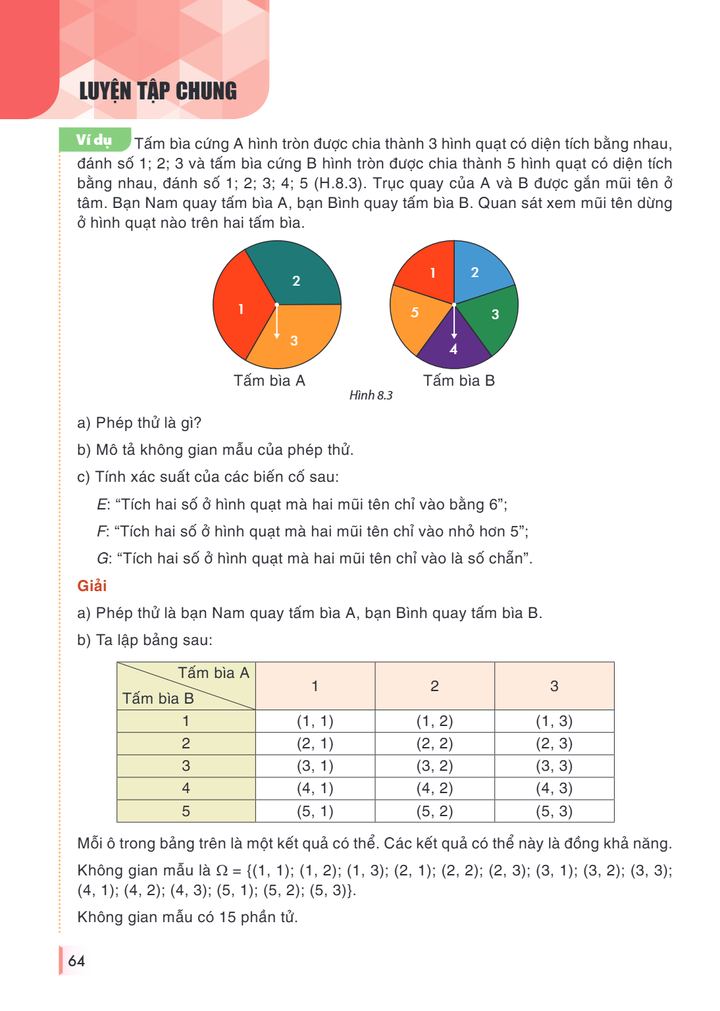 LUYỆN TẬP CHUNG
Ví dụ Tấm bìa cứng A hình tròn được chia thành 3 hình quạt có diện tích bằng nhau,
đánh số 1; 2; 3 và tấm bìa cứng B hình tròn được chia thành 5 hình quạt có diện tích
bằng nhau, đánh số 1; 2; 3; 4; 5 (H.8.3). Trục quay của A và B được gắn mũi tên ở
tâm. Bạn Nam quay tấm bìa A, bạn Bình quay tấm bìa B. Quan sát xem mũi tên dừng
ở hình quạt nào trên hai tấm bìa.
2
1
3
1 2
5 3
4
Tấm bìa A Tấm bìa B
Hình 8.3
a) Phép thử là gì?
b) Mô tả không gian mẫu của phép thử.
c) Tính xác suất của các biến cố sau:
E: “Tích hai số ở hình quạt mà hai mũi tên chỉ vào bằng 6”;
F: “Tích hai số ở hình quạt mà hai mũi tên chỉ vào nhỏ hơn 5”;
G: “Tích hai số ở hình quạt mà hai mũi tên chỉ vào là số chẵn”.
Giải
a) Phép thử là bạn Nam quay tấm bìa A, bạn Bình quay tấm bìa B.
b) Ta lập bảng sau:
Tấm bìa A
Tấm bìa B
1 2 3
1 (1, 1) (1, 2) (1, 3)
2 (2, 1) (2, 2) (2, 3)
3 (3, 1) (3, 2) (3, 3)
4 (4, 1) (4, 2) (4, 3)
5 (5, 1) (5, 2) (5, 3)
Mỗi ô trong bảng trên là một kết quả có thể. Các kết quả có thể này là đồng khả năng.
Không gian mẫu là Ω = {(1, 1); (1, 2); (1, 3); (2, 1); (2, 2); (2, 3); (3, 1); (3, 2); (3, 3);
(4, 1); (4, 2); (4, 3); (5, 1); (5, 2); (5, 3)}.
Không gian mẫu có 15 phần tử.
64